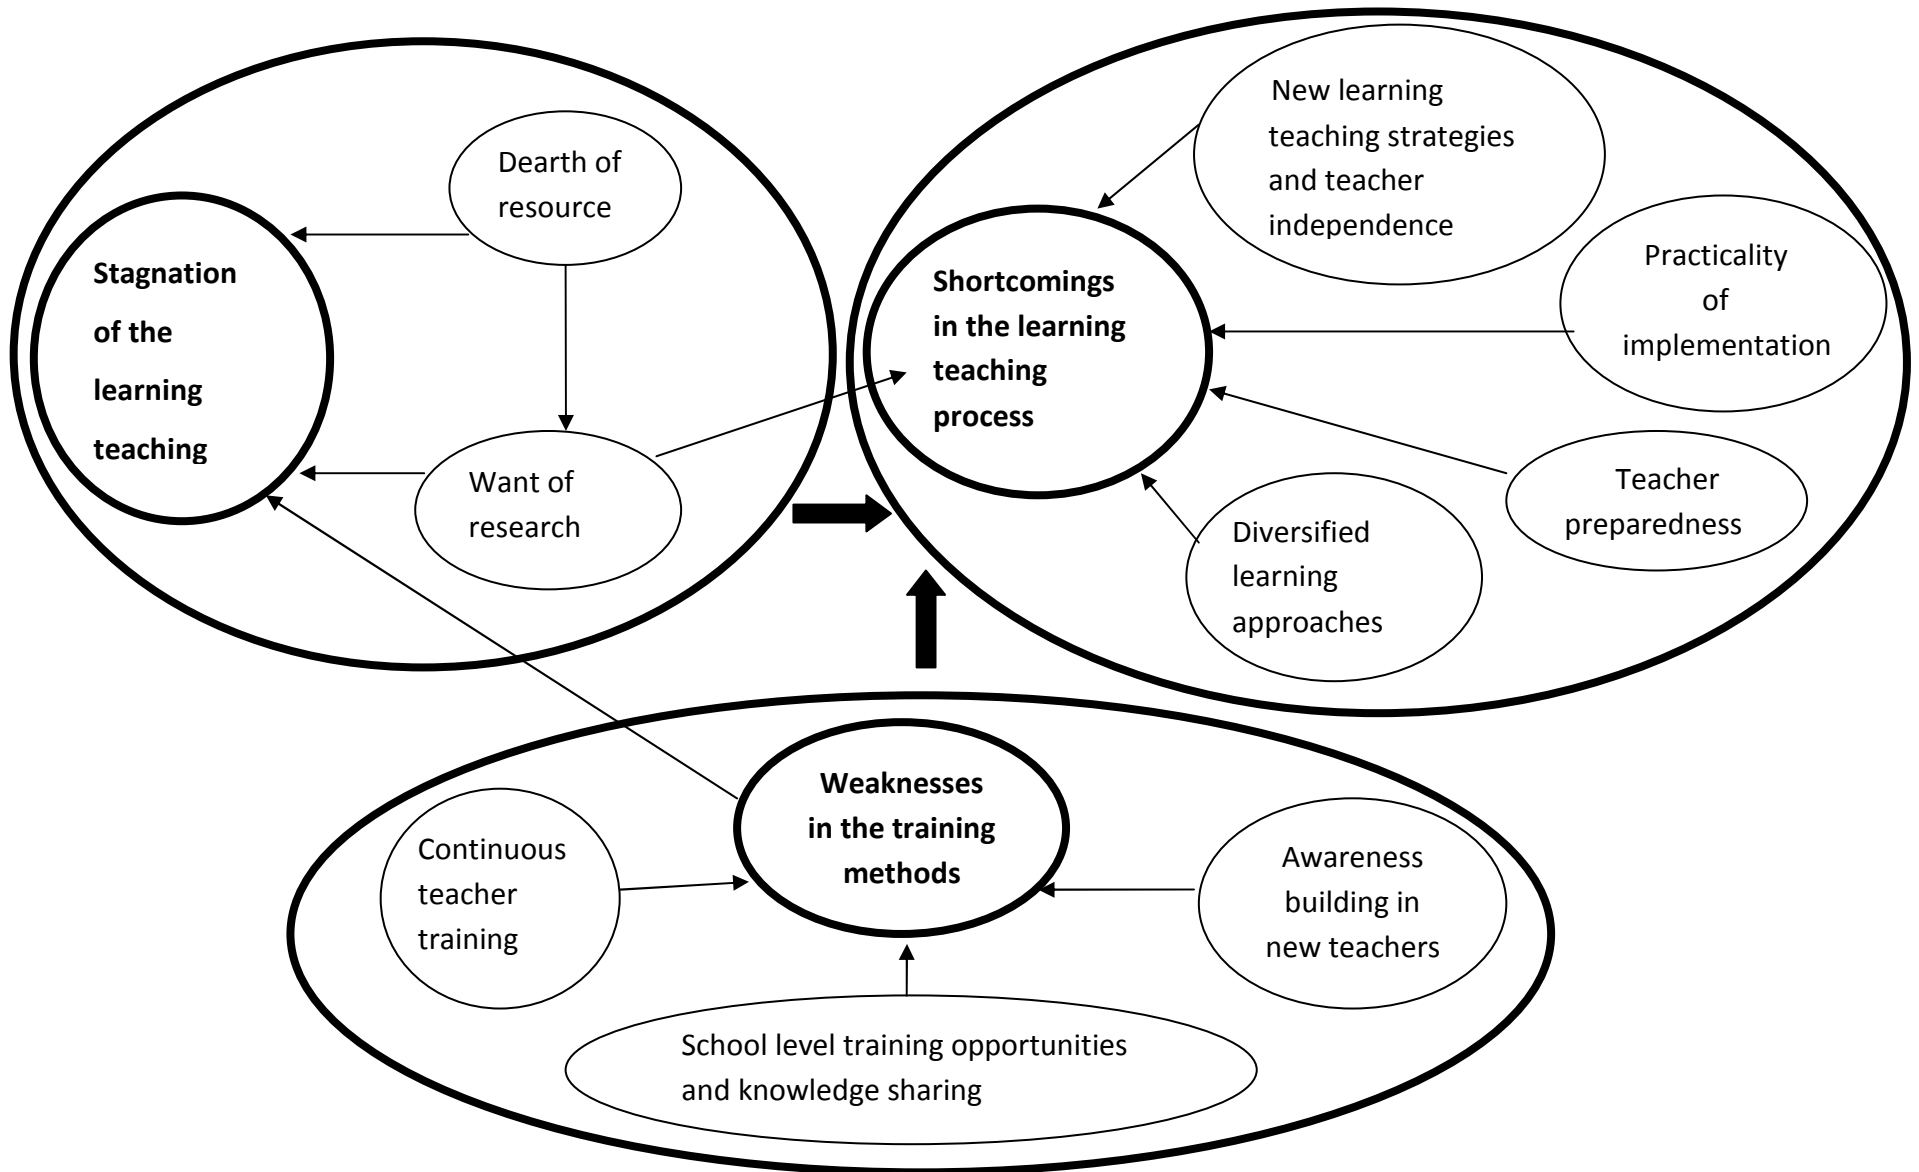 Dearth of
resource
Stagnation
of the
learning
teaching
Want of
research
New learning
teaching strategies
and teacher
independence
Shortcomings
in the learning
teaching
process
Practicality
of
implementation
Teacher
preparedness
Diversified
learning
approaches
Weaknesses
in the training
methods
Continuous
teacher
training
Awareness
building in
new teachers
School level training opportunities
and knowledge sharing